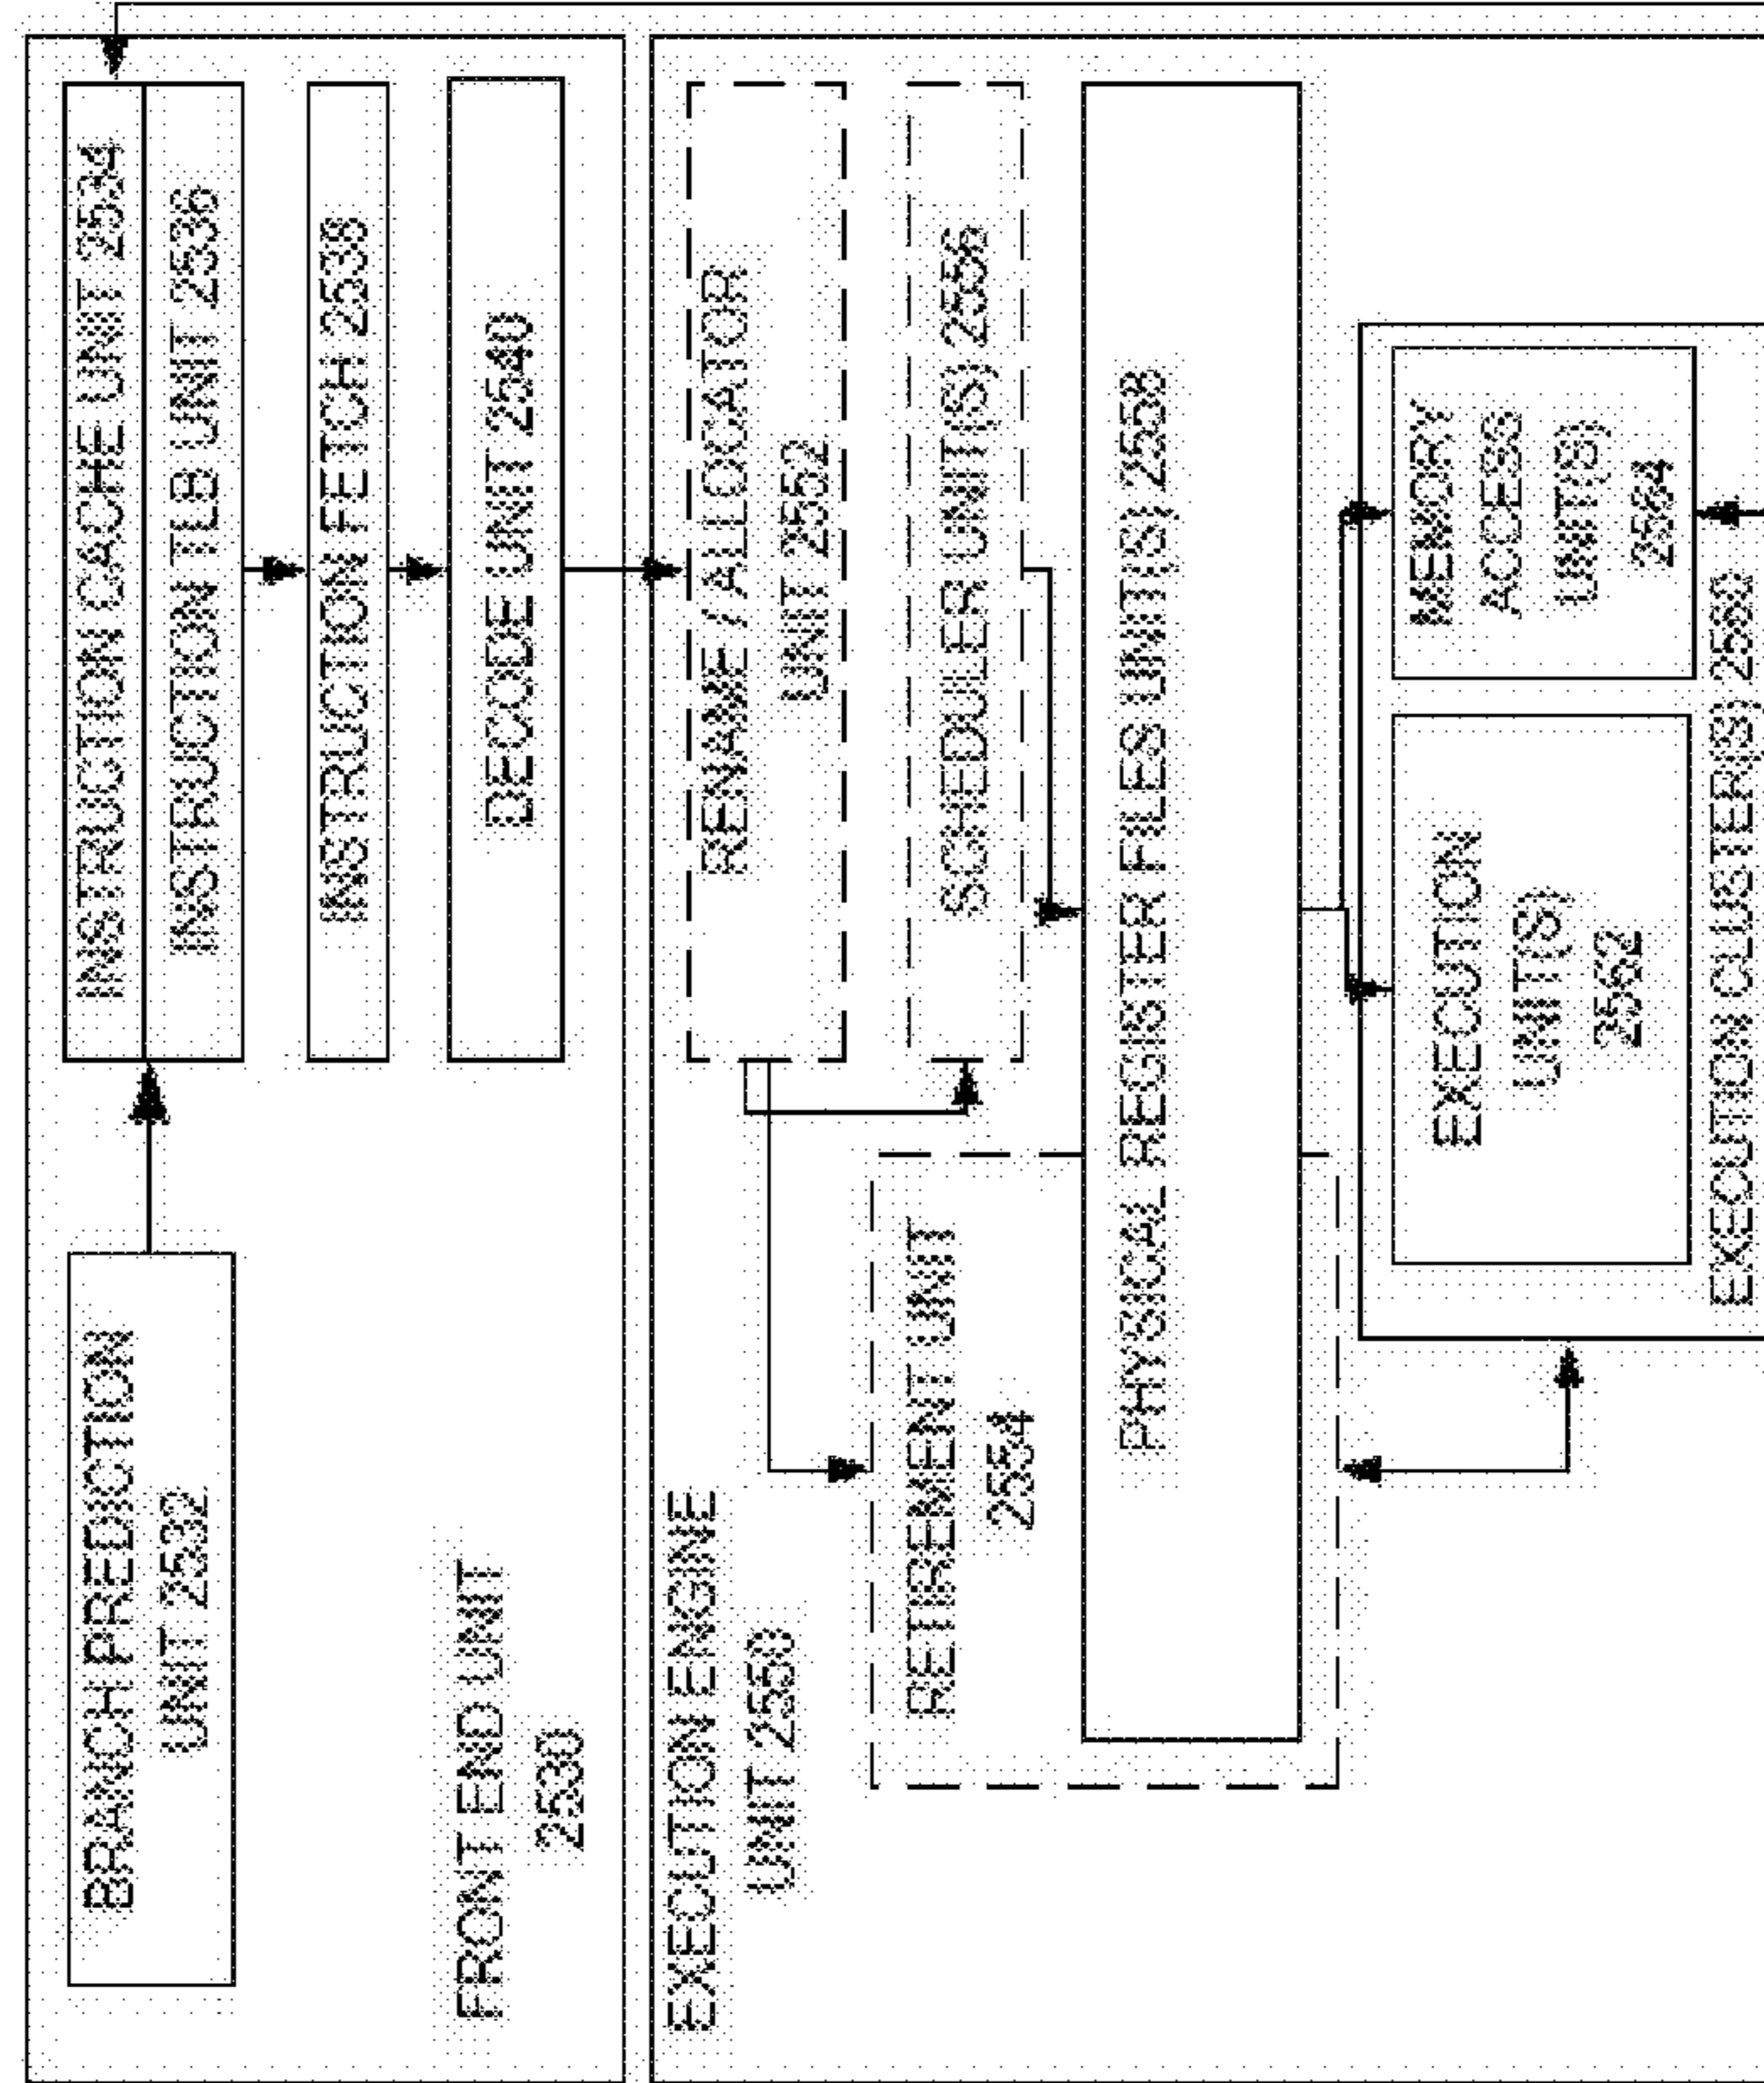 BRANCH PREDICTION
UNIT 2532
INSTRUCTION CACHE UNIT 2534
INSTRUCTION TLB UNIT 2536
INSTRUCTION FETCH 2538
DECODE UNIT 2540
FRONT END UNIT
2530
EXECUTION ENGINE
UNIT 2550
RENAME / ALLOCATOR
UNIT 2552
SCHEDULER UNIT(S) 2556
RETIREMENT UNIT
2554
PHYSICAL REGISTER FILES UNIT(S) 2558
EXECUTION
UNIT(S)
2562
MEMORY
ACCESS
UNIT(S)
2564
EXECUTION CLUSTER(S) 2560